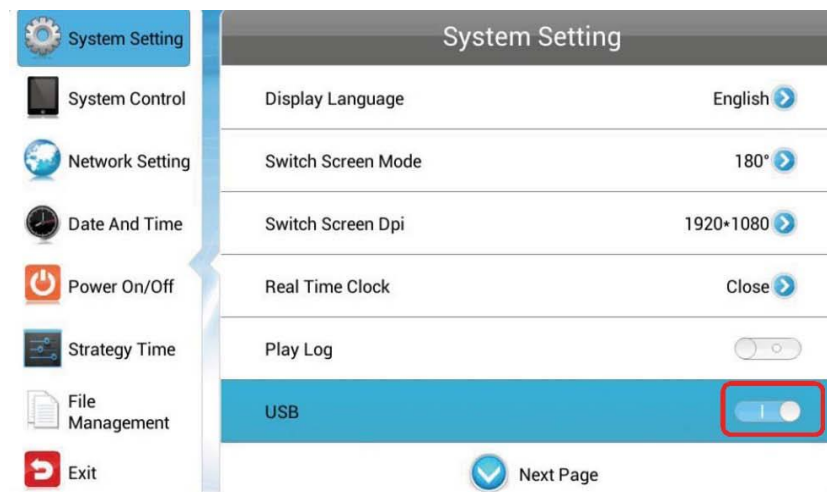 System Setting
System Control
Network Setting
Date And Time
Power On/Off
Strategy Time
File
Management
Exit
System Setting
Display Language English
Switch Screen Mode 180°
Switch Screen Dpi 1920*1080
Real Time Clock Close
Play Log
USB
Next Page